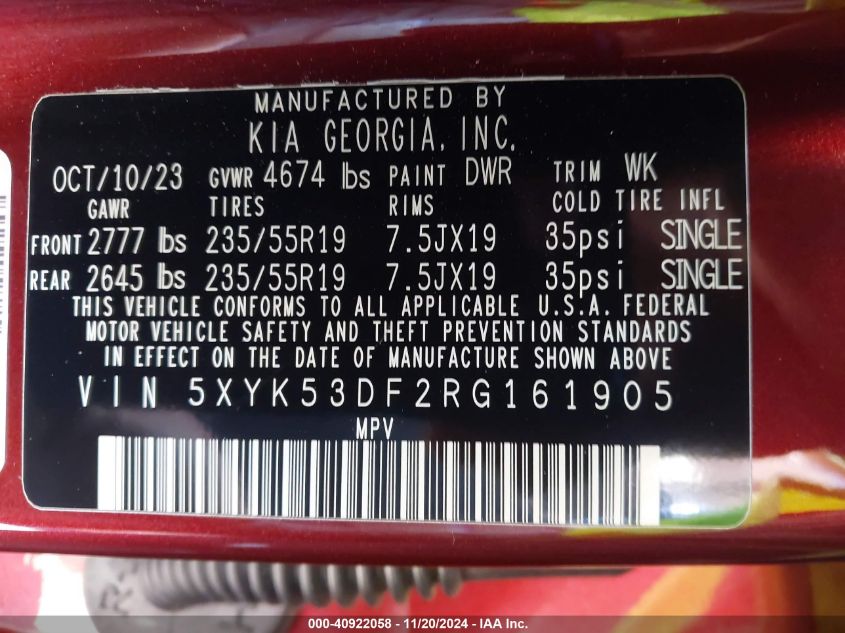 MANUFACTURED BY
KIA GEORGIA, INC.
OCT/10/23 GVWR 4674 lbs PAINT DWR TRIM WK
GAWR TIRES RIMS COLD TIRE INFL
FRONT 2777 lbs 235/55R19 7.5JX19 35psi SINGLE
REAR 2645 lbs 235/55R19 7.5JX19 35psi SINGLE
THIS VEHICLE CONFORMS TO ALL APPLICABLE U.S.A. FEDERAL
MOTOR VEHICLE SAFETY AND THEFT PREVENTION STANDARDS
IN EFFECT ON THE DATE OF MANUFACTURE SHOWN ABOVE
VIN 5XYK53DF2RG161905
MPV
000-40922058 - 11/20/2024 - IAA Inc.